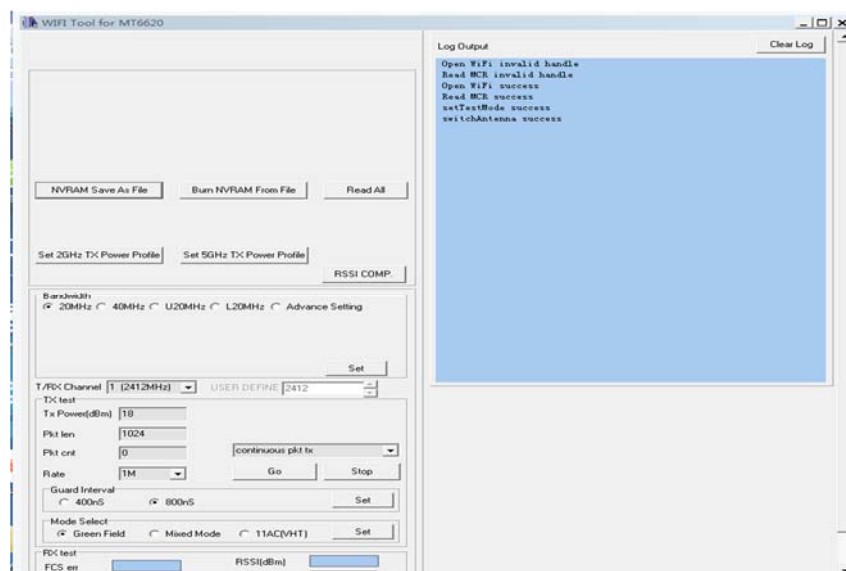 WIFI Tool for MT6620
Log Output
Clear Log
Open WiFi invalid handle
Read MCR invalid handle
Open WiFi success
Read MCR success
setTestMode success
switchAntenna success
NVRAM Save As File
Burn NVRAM From File
Read All
Set 2GHz TX Power Profile
Set 5GHz TX Power Profile
RSSI COMP.
Bandwidth
20MHz
40MHz
U20MHz
L20MHz
Advance Setting
Set
T/RX Channel
1 (2412MHz)
USER DEFINE
2412
TX test
Tx Power(dBm)
18
Pkt len
1024
Pkt cnt
0
continuous pkt tx
Rate
1M
Go
Stop
Guard Interval
400nS
800nS
Set
Mode Select
Green Field
Mixed Mode
11AC(VHT)
Set
RX test
FCS err
RSSI(dBm)